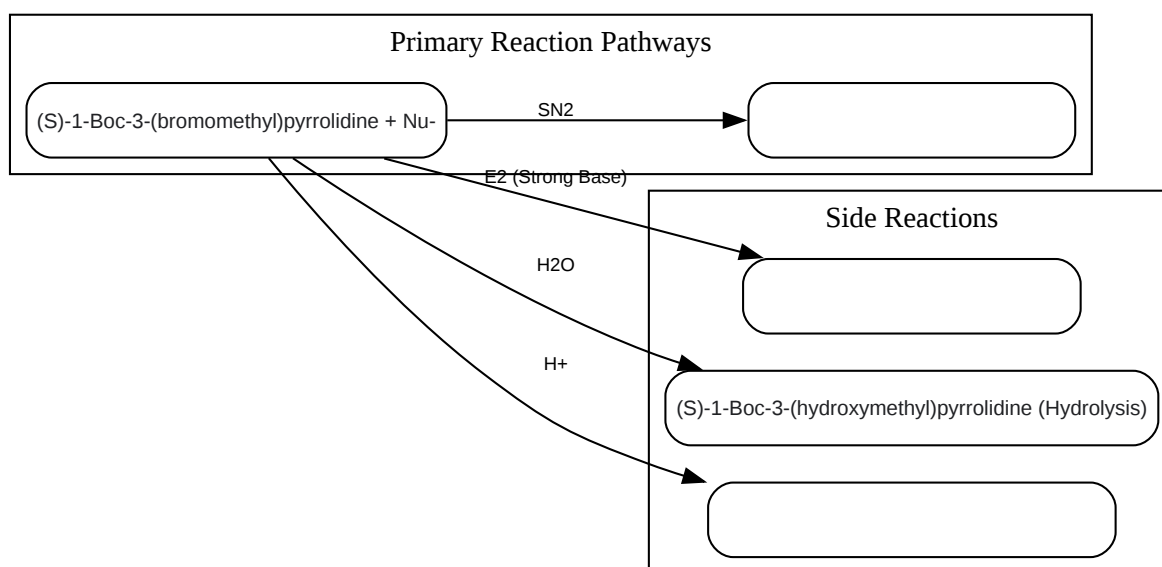 Primary Reaction Pathways
(S)-1-Boc-3-(bromomethyl)pyrrolidine + Nu-
SN2
E2 (Strong Base)
Side Reactions
H2O
H+
(S)-1-Boc-3-(hydroxymethyl)pyrrolidine (Hydrolysis)